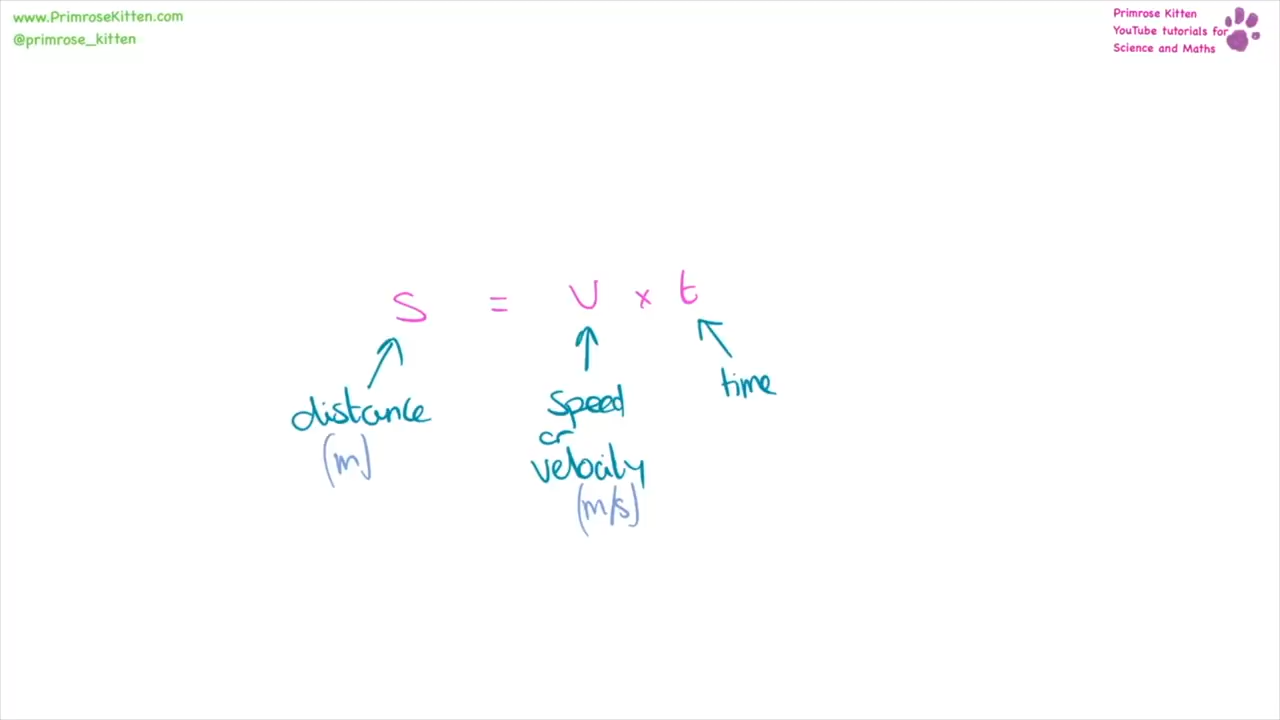 www.PrimroseKitten.com
@primrose_kitten
Primrose Kitten
YouTube tutorials for
Science and Maths
S = V × t
distance
(m)
speed
or
velocity
(m/s)
time